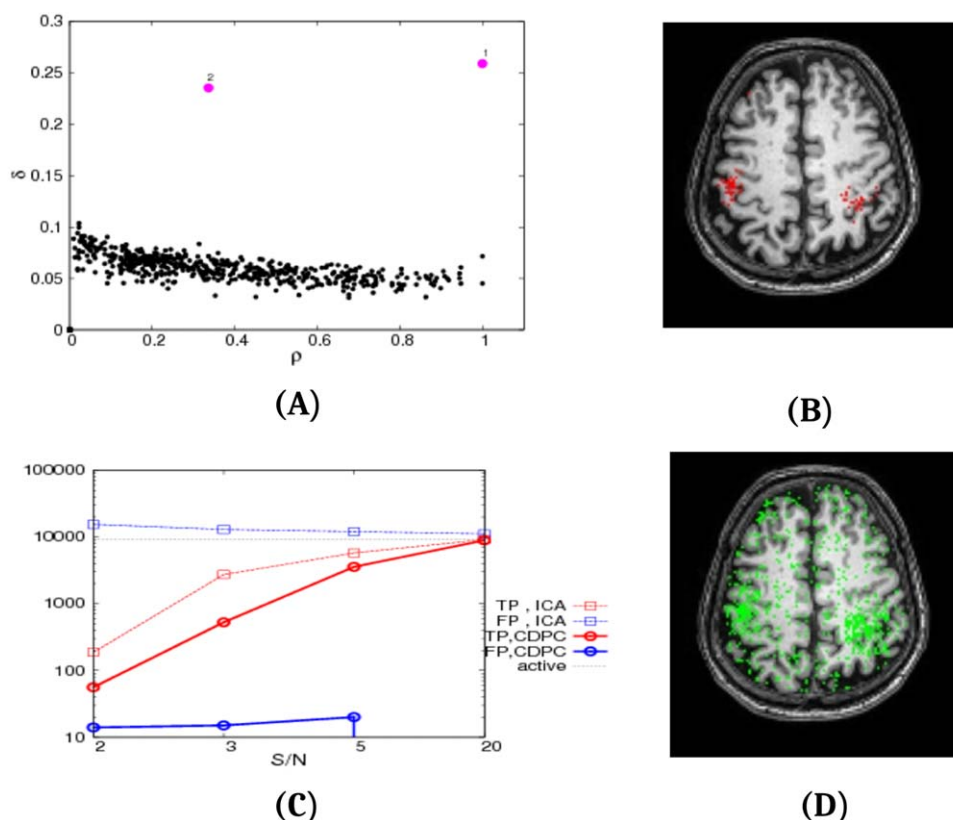 0.3
0.25
0.2
0.15
0.1
0.05
0
δ
2
1
0 0.2 0.4 0.6 0.8 1
ρ
(A)
(B)
100000
10000
1000
100
10
TP , ICA
FP , ICA
TP,CDPC
FP,CDPC
active
2 3 5 20
S/N
(C)
(D)